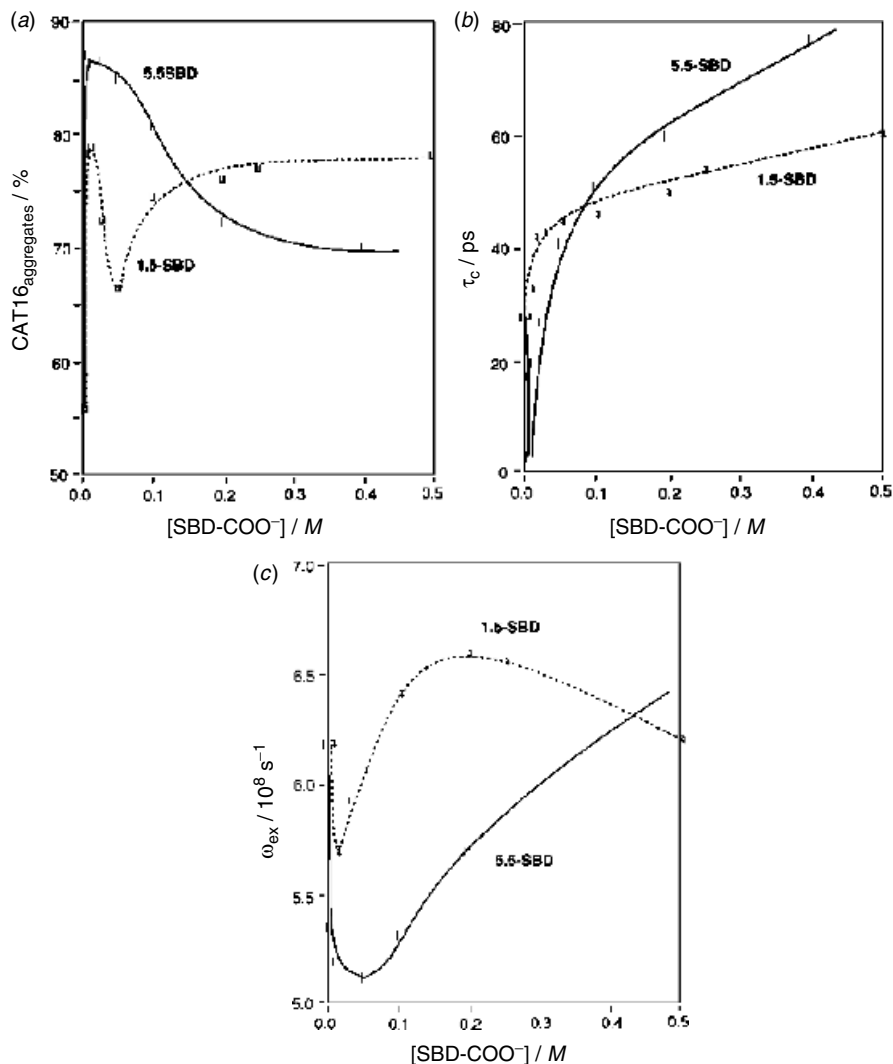 (a)
90
80
70
60
50
CAT16aggregates / %
5.5SBD
1.5-SBD
0.0 0.1 0.2 0.3 0.4 0.5
[SBD-COO⁻] / M
(b)
80
60
40
20
0
τc / ps
5.5-SBD
1.5-SBD
0.0 0.1 0.2 0.3 0.4 0.5
[SBD-COO⁻] / M
(c)
7.0
6.5
6.0
5.5
5.0
ωex / 10⁸ s⁻¹
1.5-SBD
5.5-SBD
0.0 0.1 0.2 0.3 0.4 0.5
[SBD-COO⁻] / M